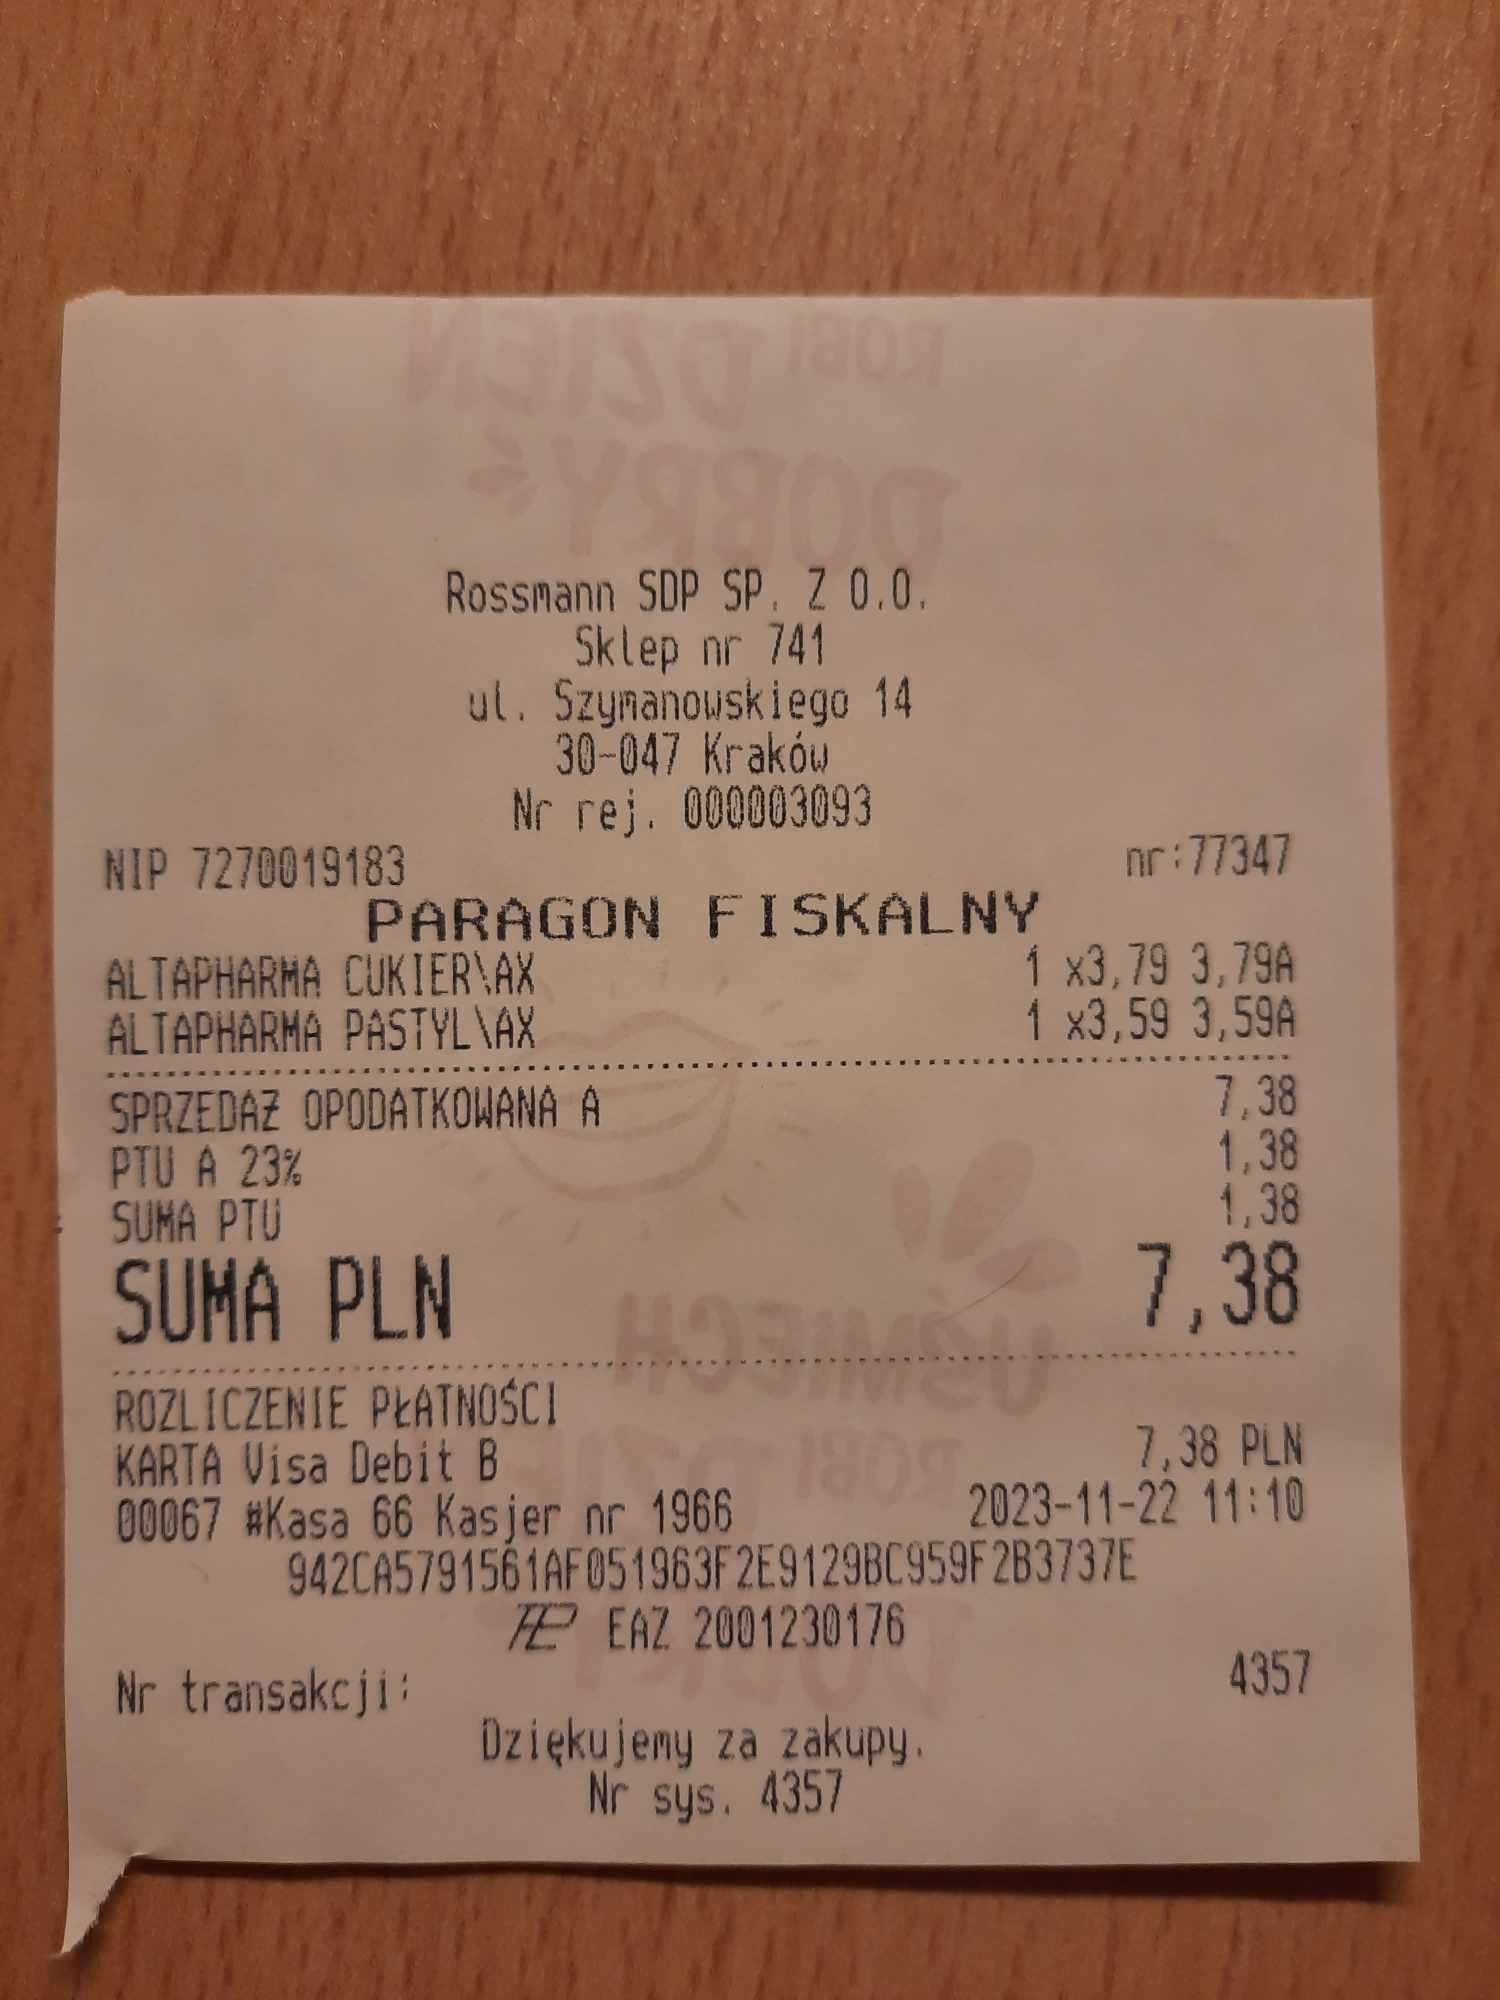 ROBI DZIEŃ
DOBRY
Rossmann SDP SP. Z O.O.
Sklep nr 741
ul. Szymanowskiego 14
30-047 Kraków
Nr rej. 000003093
NIP 7270019183 nr:77347
PARAGON FISKALNY
ALTAPHARMA CUKIER\AX 1 x3,79 3,79A
ALTAPHARMA PASTYL\AX 1 x3,59 3,59A
SPRZEDAŻ OPODATKOWANA A 7,38
PTU A 23% 1,38
SUMA PTU 1,38
SUMA PLN 7,38
UŚMIECH
ROZLICZENIE PŁATNOŚCI
ROBI
KARTA Visa Debit B 7,38 PLN
00067 #Kasa 66 Kasjer nr 1966 2023-11-22 11:10
942CA5791561AF051963F2E9129BC959F2B3737E
EAZ 2001230176
Nr transakcji: 4357
Dziękujemy za zakupy.
Nr sys. 4357